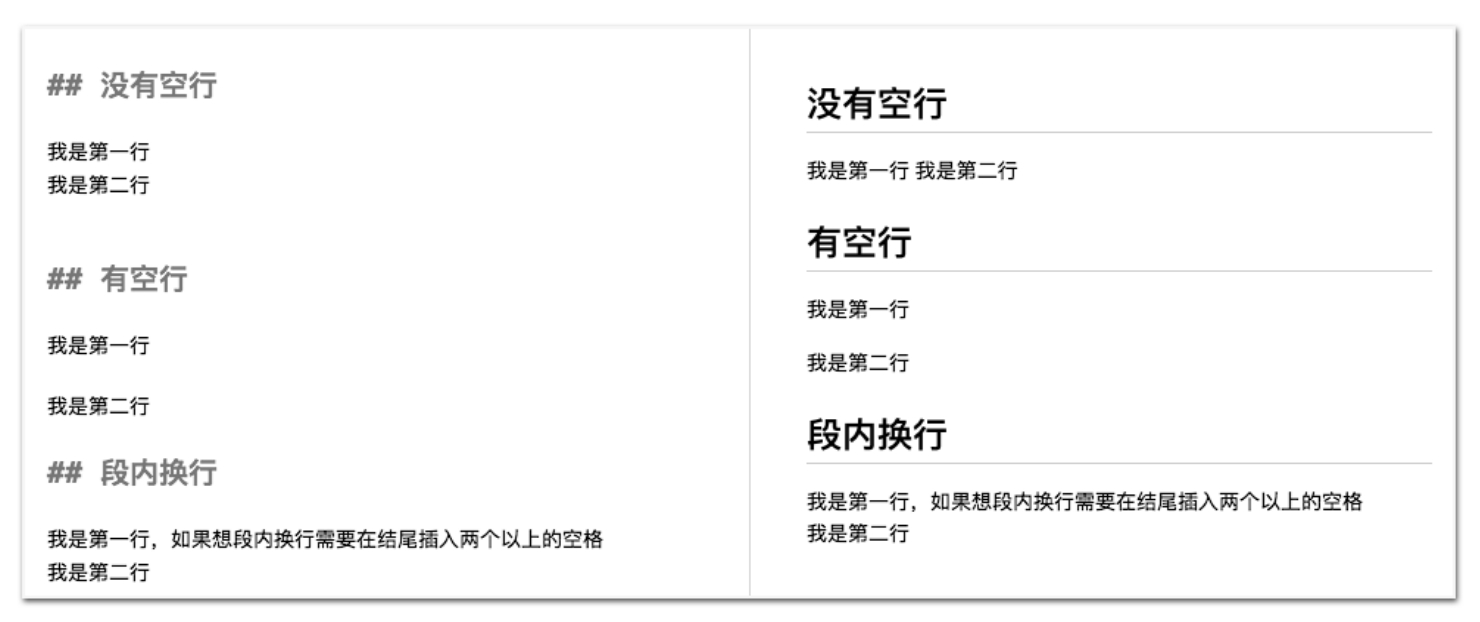 ## 没有空行
我是第一行
我是第二行
## 有空行
我是第一行
我是第二行
## 段内换行
我是第一行，如果想段内换行需要在结尾插入两个以上的空格
我是第二行
没有空行
我是第一行 我是第二行
有空行
我是第一行
我是第二行
段内换行
我是第一行，如果想段内换行需要在结尾插入两个以上的空格
我是第二行